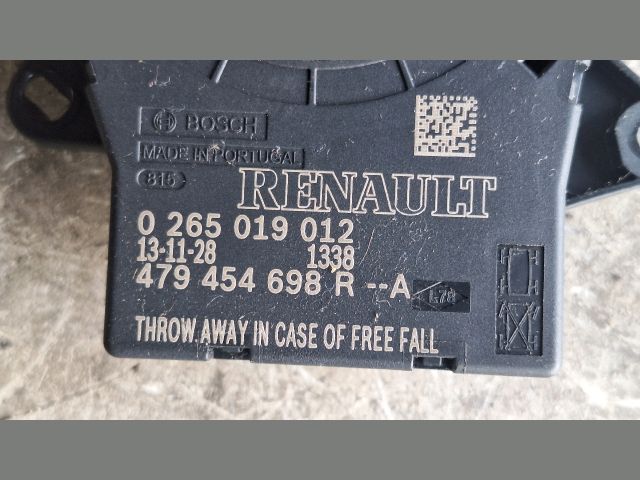 BOSCH
MADE IN PORTUGAL
815
RENAULT
0 265 019 012
13-11-28 1338
479 454 698 R --A
L78
THROW AWAY IN CASE OF FREE FALL